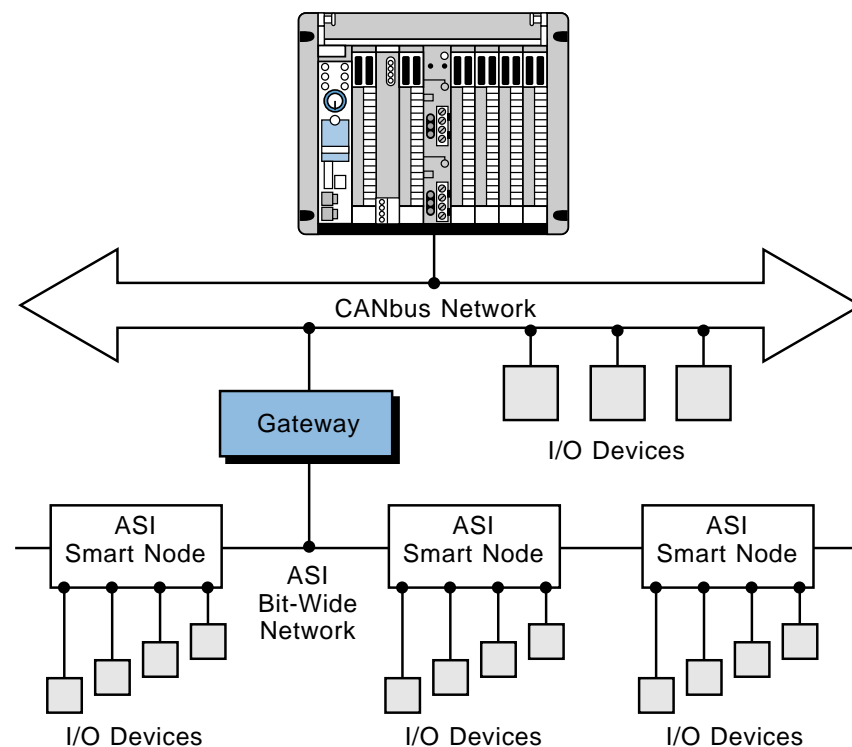 CANbus Network
Gateway
I/O Devices
ASI
Smart Node
ASI
Smart Node
ASI
Smart Node
ASI
Bit-Wide
Network
I/O Devices
I/O Devices
I/O Devices